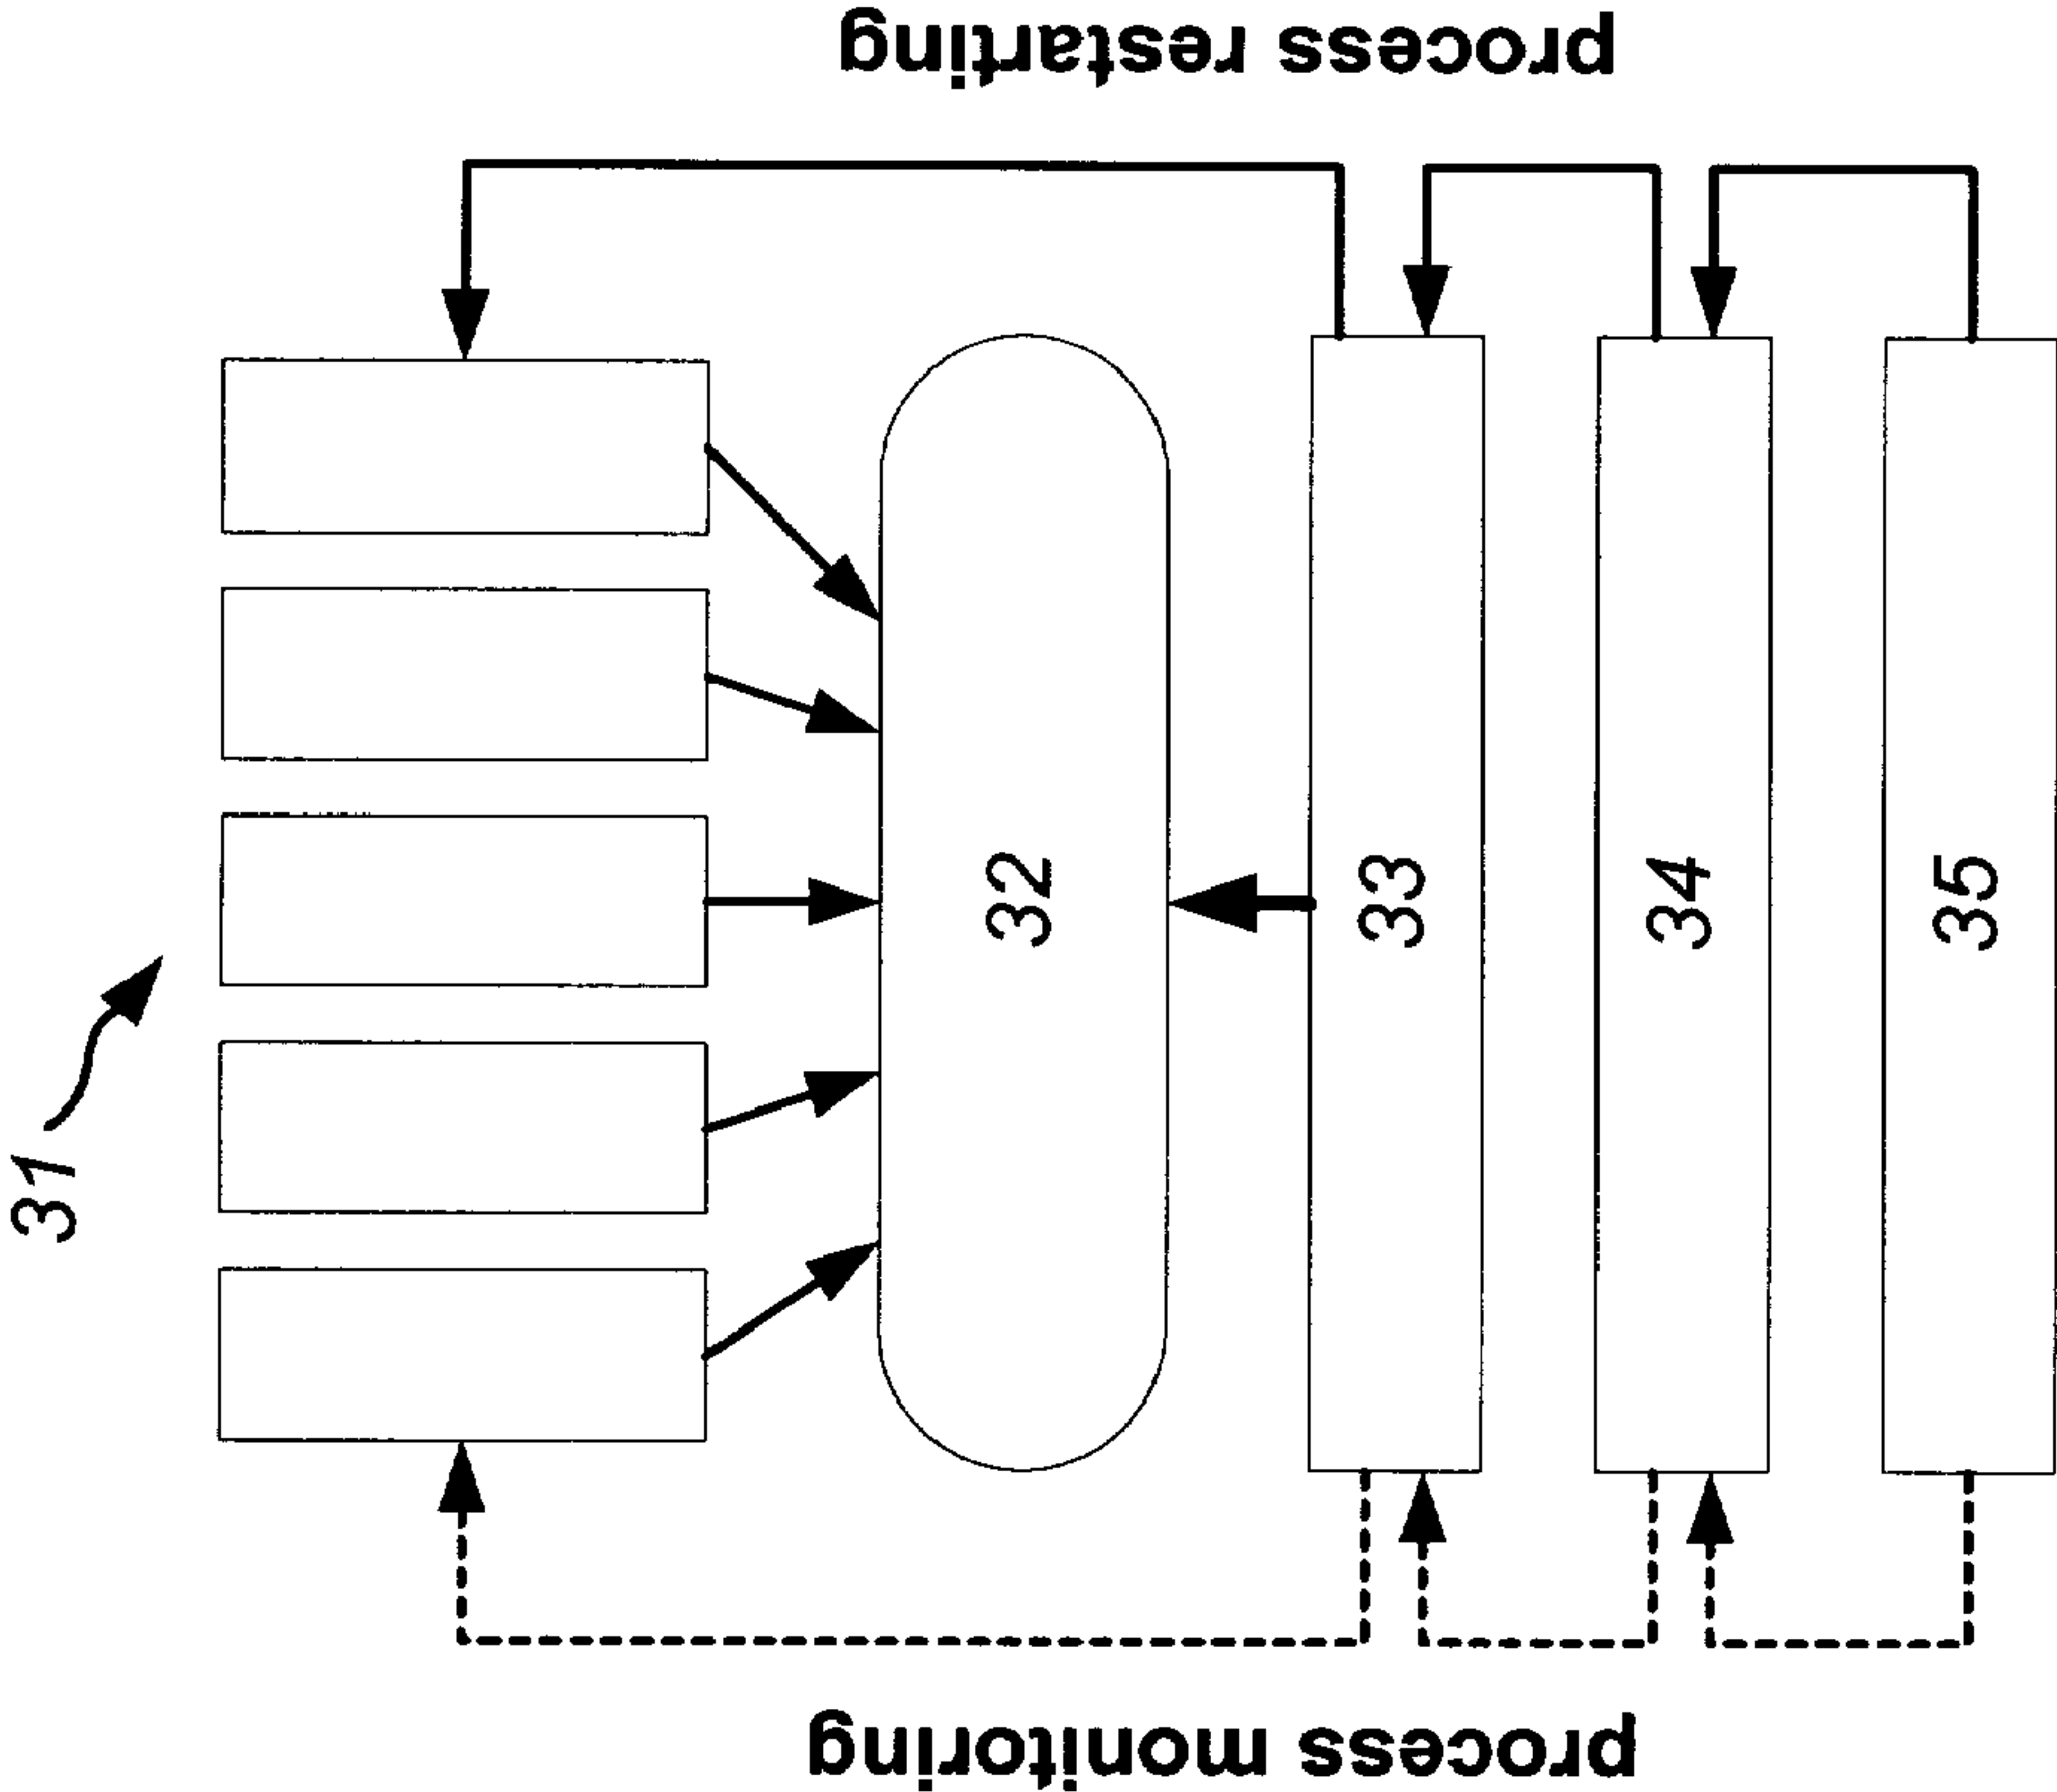 process restarting
31
32
33
34
35
process monitoring